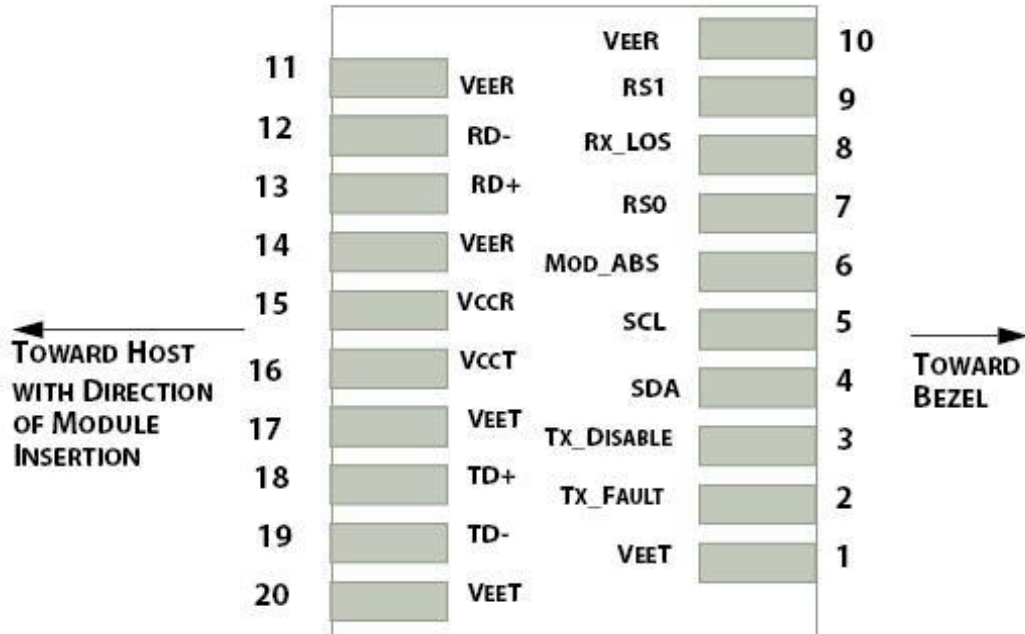 VEER 10
11 VEER
RS1 9
12 RD-
Rx_LOS 8
13 RD+
RS0 7
14 VEER
MOD_ABS 6
15 VCCR
SCL 5
16 VCCT
SDA 4
17 VEET
Tx_DISABLE 3
18 TD+
Tx_FAULT 2
19 TD-
VEET 1
20 VEET
TOWARD HOST
WITH DIRECTION
OF MODULE
INSERTION
TOWARD
BEZEL